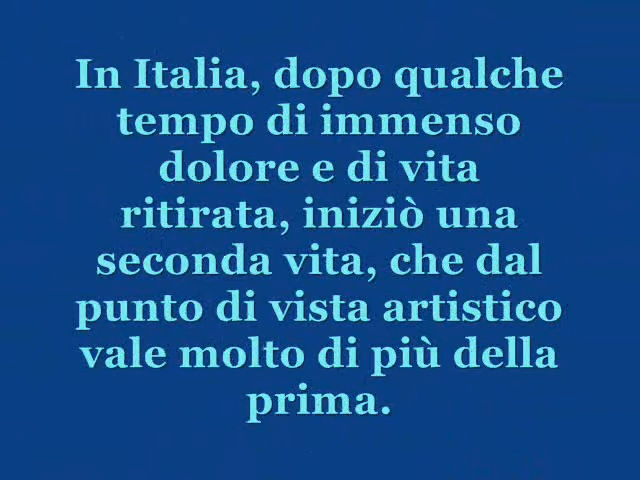 In Italia, dopo qualche
tempo di immenso
dolore e di vita
ritirata, iniziò una
seconda vita, che dal
punto di vista artistico
vale molto di più della
prima.